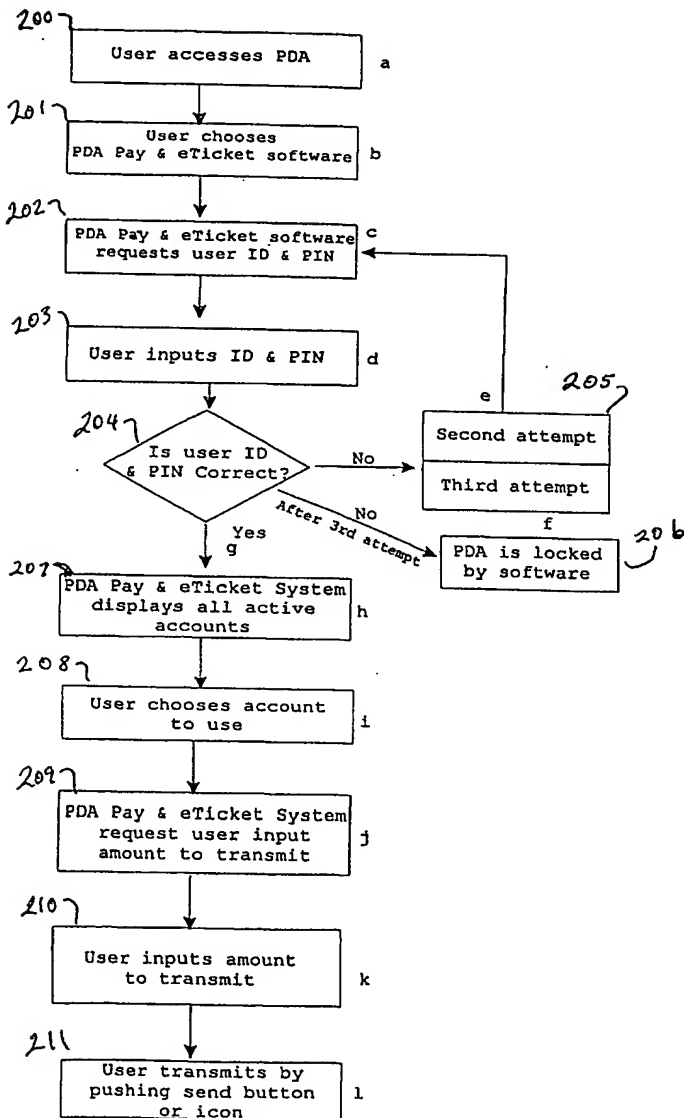 200
User accesses PDA
a
201
User chooses
PDA Pay & eTicket software
b
202
c
PDA Pay & eTicket software
requests user ID & PIN
203
User inputs ID & PIN
d
e
205
204
Is user ID
& PIN Correct?
No
Second attempt
Third attempt
No
After 3rd attempt
f
Yes
g
PDA is locked
by software
206
207
PDA Pay & eTicket System
displays all active
accounts
h
208
User chooses account
to use
i
209
PDA Pay & eTicket System
request user input
amount to transmit
j
210
User inputs amount
to transmit
k
211
User transmits by
pushing send button
or icon
l